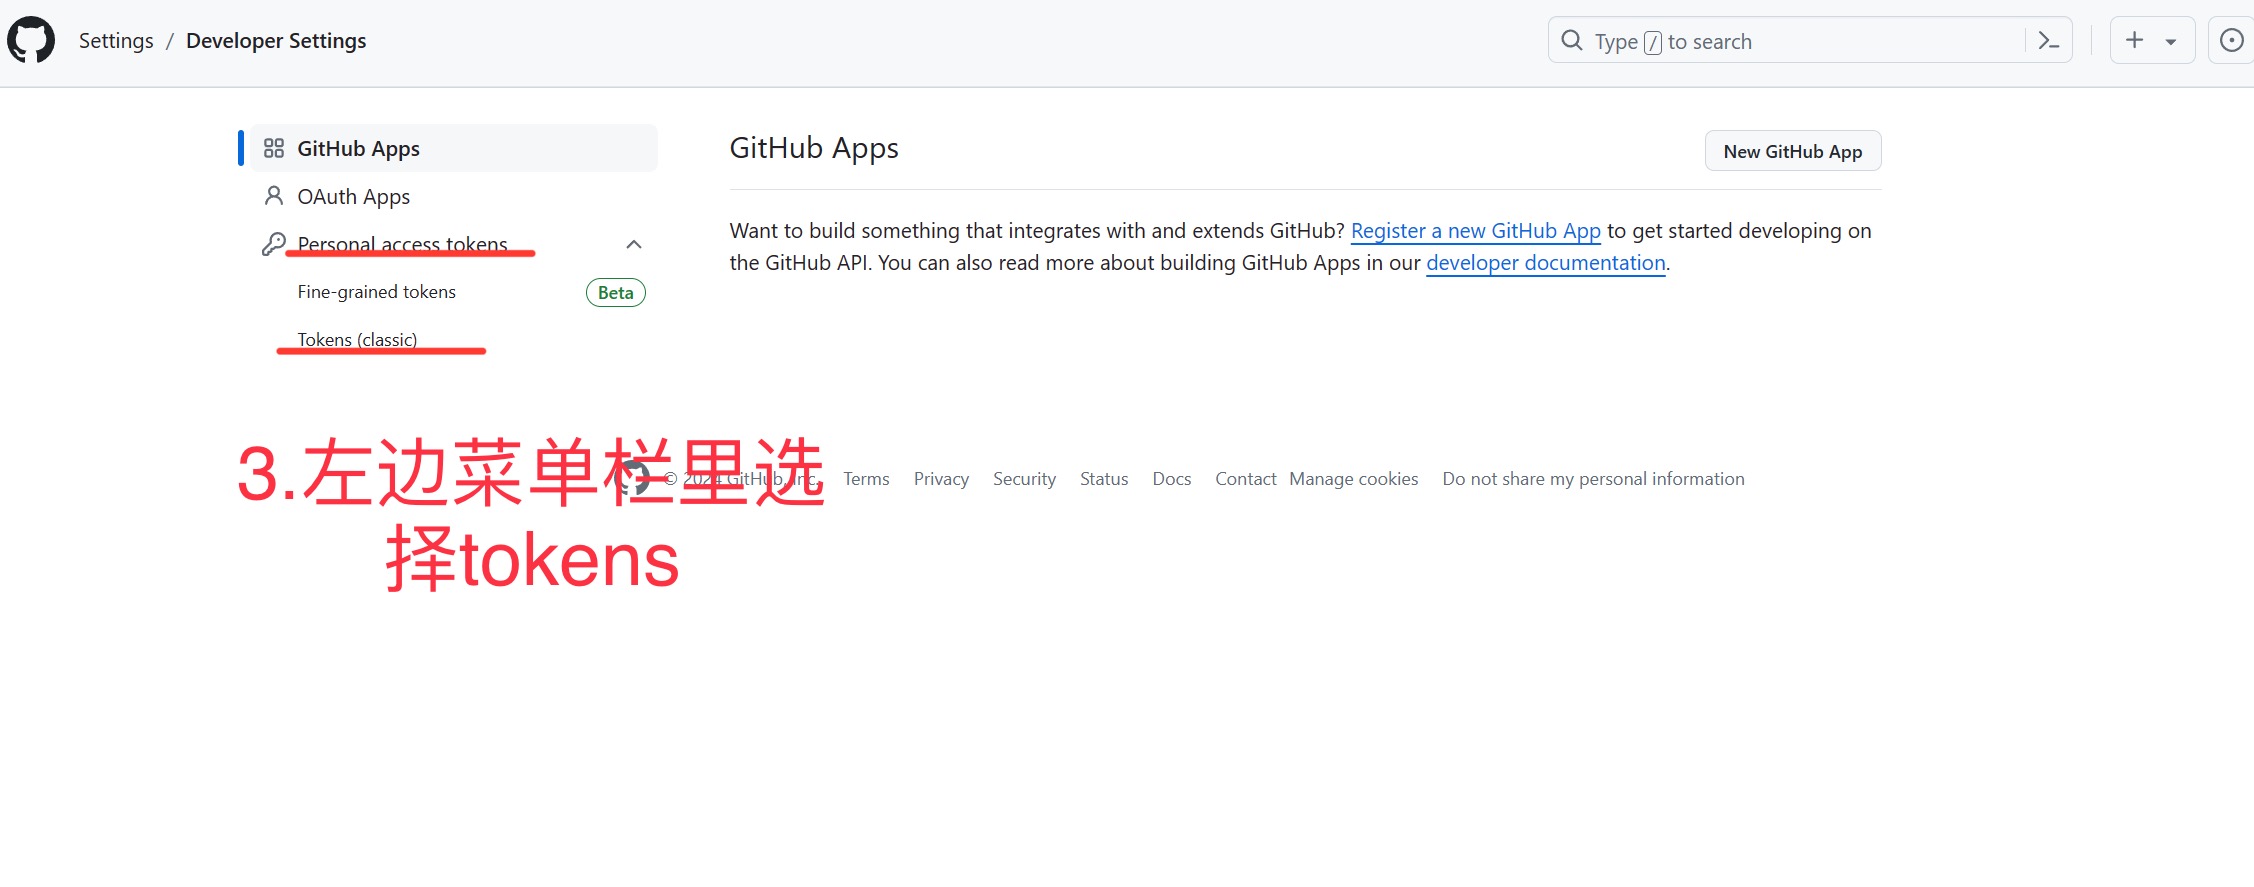 Settings / Developer Settings
Type / to search
GitHub Apps
OAuth Apps
Personal access tokens
Fine-grained tokens
Beta
Tokens (classic)
GitHub Apps
New GitHub App
Want to build something that integrates with and extends GitHub? Register a new GitHub App to get started developing on
the GitHub API. You can also read more about building GitHub Apps in our developer documentation.
3.左边菜单栏里选
择tokens
© 2024 GitHub, Inc.
Terms
Privacy
Security
Status
Docs
Contact
Manage cookies
Do not share my personal information